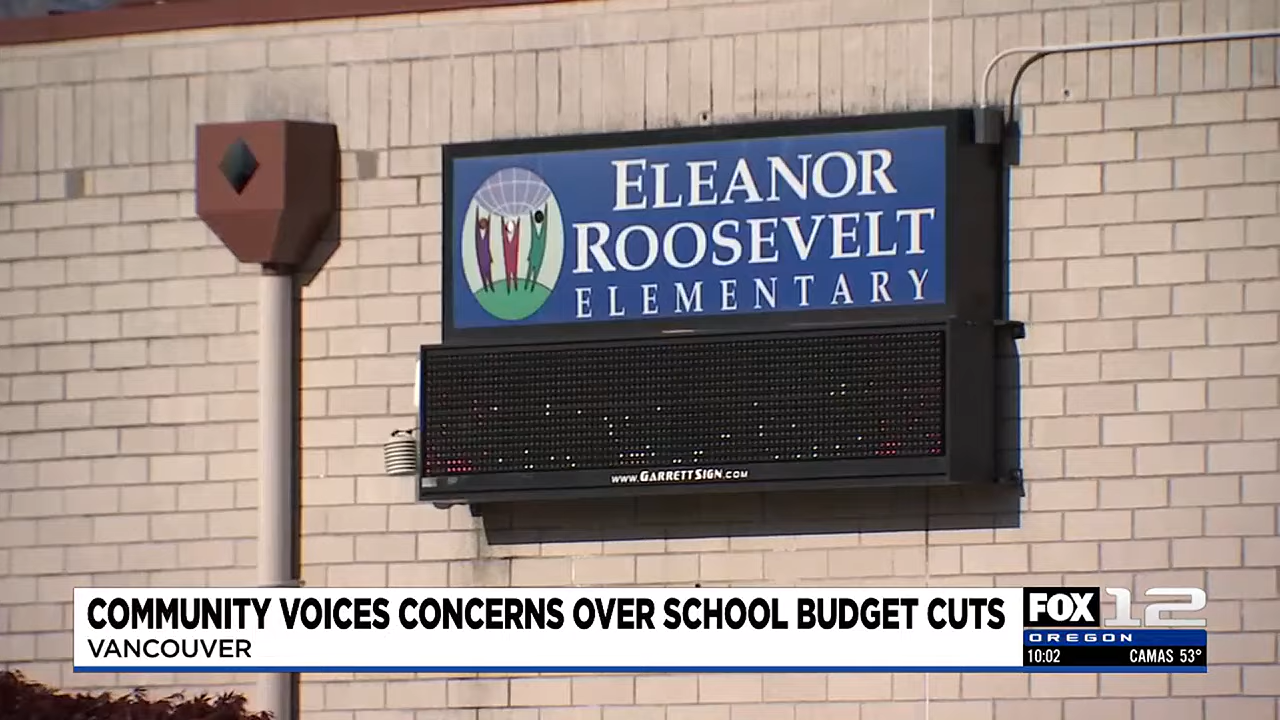 ELEANOR
ROOSEVELT
ELEMENTARY
www.GARRETTSIGN.COM
COMMUNITY VOICES CONCERNS OVER SCHOOL BUDGET CUTS
VANCOUVER
FOX 12
OREGON
10:02 CAMAS 53°